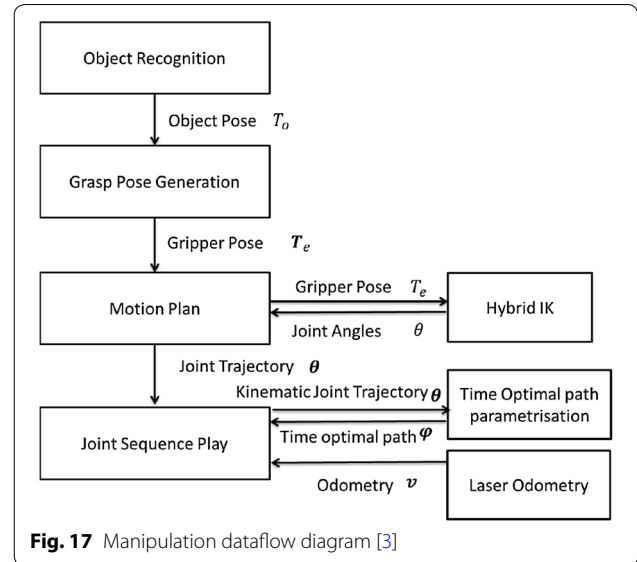 Object Recognition
Object Pose T_o
Grasp Pose Generation
Gripper Pose T_e
Gripper Pose T_e
Motion Plan
Hybrid IK
Joint Angles θ
Joint Trajectory θ
Kinematic Joint Trajectory θ
Time Optimal path
parametrisation
Joint Sequence Play
Time optimal path φ
Odometry v
Laser Odometry
Fig. 17 Manipulation dataflow diagram [3]